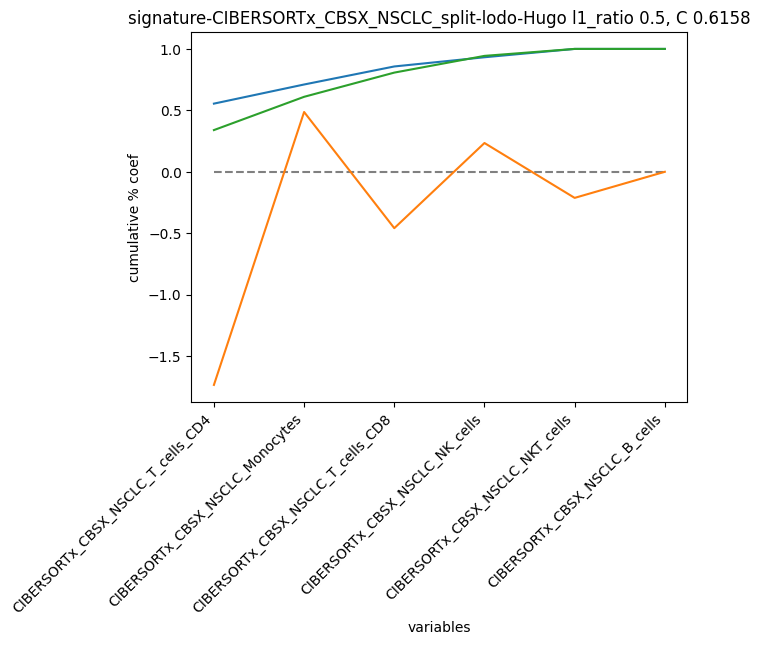 signature-CIBERSORTx_CBSX_NSCLC_split-lodo-Hugo l1_ratio 0.5, C 0.6158
1.0
0.5
0.0
−0.5
−1.0
−1.5
cumulative % coef
CIBERSORTx_CBSX_NSCLC_T_cells_CD4
CIBERSORTx_CBSX_NSCLC_Monocytes
CIBERSORTx_CBSX_NSCLC_T_cells_CD8
CIBERSORTx_CBSX_NSCLC_NK_cells
CIBERSORTx_CBSX_NSCLC_NKT_cells
CIBERSORTx_CBSX_NSCLC_B_cells
variables